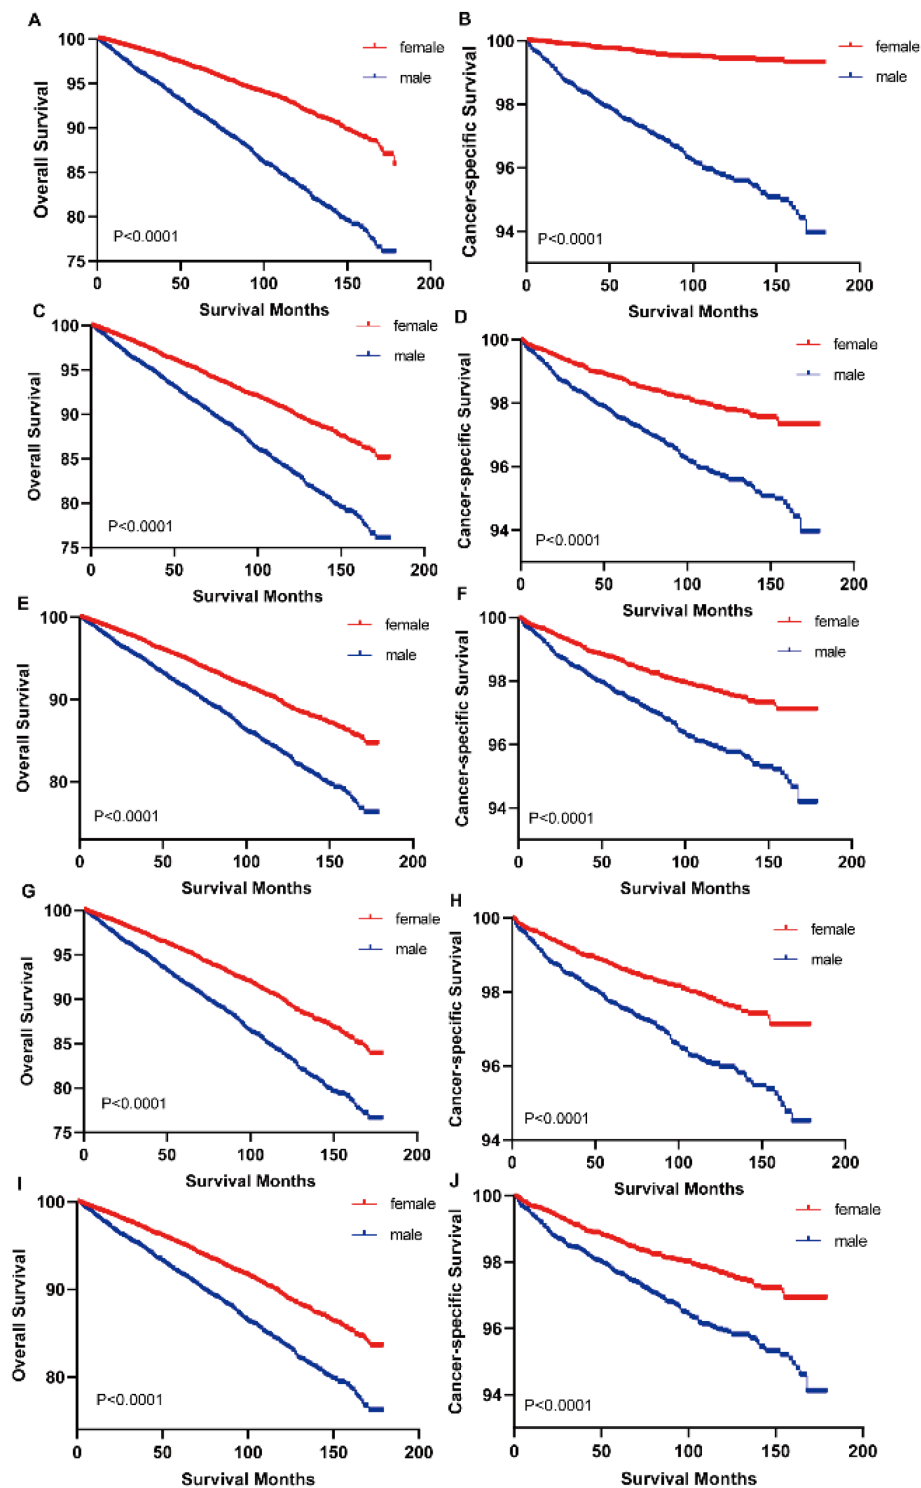 A
Overall Survival
100
95
90
85
80
75
female
male
P<0.0001
0 50 100 150 200
Survival Months
B
Cancer-specific Survival
100
98
96
94
female
male
P<0.0001
0 50 100 150 200
Survival Months
C
Overall Survival
100
95
90
85
80
75
female
male
P<0.0001
0 50 100 150 200
Survival Months
D
Cancer-specific Survival
100
98
96
94
female
male
P<0.0001
0 50 100 150 200
Survival Months
E
Overall Survival
100
90
80
female
male
P<0.0001
0 50 100 150 200
Survival Months
F
Cancer-specific Survival
100
98
96
94
female
male
P<0.0001
0 50 100 150 200
Survival Months
G
Overall Survival
100
95
90
85
80
75
female
male
P<0.0001
0 50 100 150 200
Survival Months
H
Cancer-specific Survival
100
98
96
94
female
male
P<0.0001
0 50 100 150 200
Survival Months
I
Overall Survival
100
90
80
female
male
P<0.0001
0 50 100 150 200
Survival Months
J
Cancer-specific Survival
100
98
96
94
female
male
P<0.0001
0 50 100 150 200
Survival Months